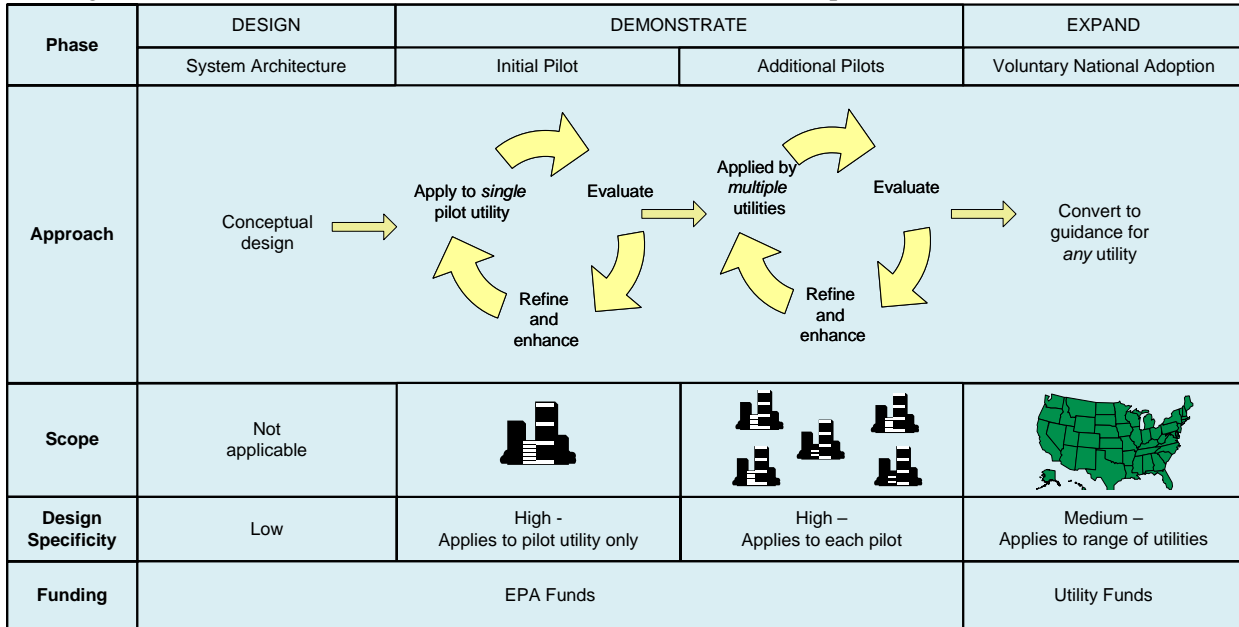 Phase
DESIGN
DEMONSTRATE
EXPAND
System Architecture
Initial Pilot
Additional Pilots
Voluntary National Adoption
Approach
Conceptual
design
Apply to single
pilot utility
Evaluate
Refine
and
enhance
Applied by
multiple
utilities
Evaluate
Refine
and
enhance
Convert to
guidance for
any utility
Scope
Not
applicable
Design
Specificity
Low
High -
Applies to pilot utility only
High –
Applies to each pilot
Medium –
Applies to range of utilities
Funding
EPA Funds
Utility Funds